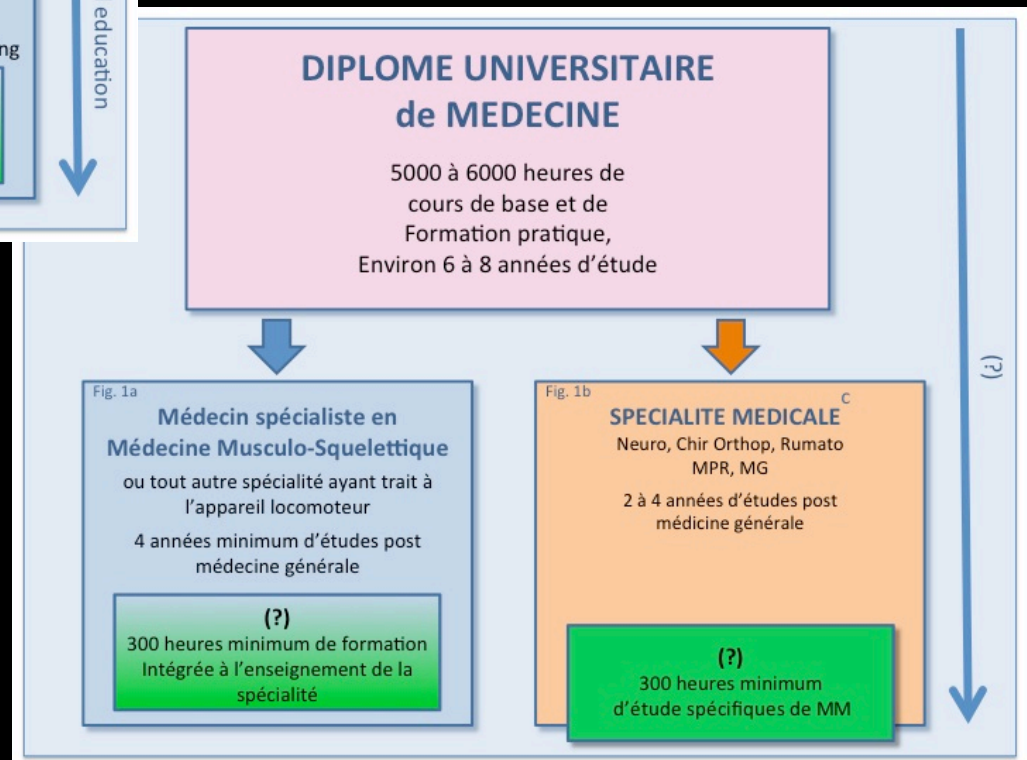 education
ng
DIPLOME UNIVERSITAIRE
de MEDECINE
5000 à 6000 heures de
cours de base et de
Formation pratique,
Environ 6 à 8 années d'étude
Fig. 1a
Médecin spécialiste en
Médecine Musculo-Squelettique
ou tout autre spécialité ayant trait à
l'appareil locomoteur
4 années minimum d'études post
médecine générale
(?)
300 heures minimum de formation
Intégrée à l'enseignement de la
spécialité
Fig. 1b
SPECIALITE MEDICALE C
Neuro, Chir Orthop, Rumato
MPR, MG
2 à 4 années d'études post
médicine générale
(?)
300 heures minimum
d'étude spécifiques de MM
(?)